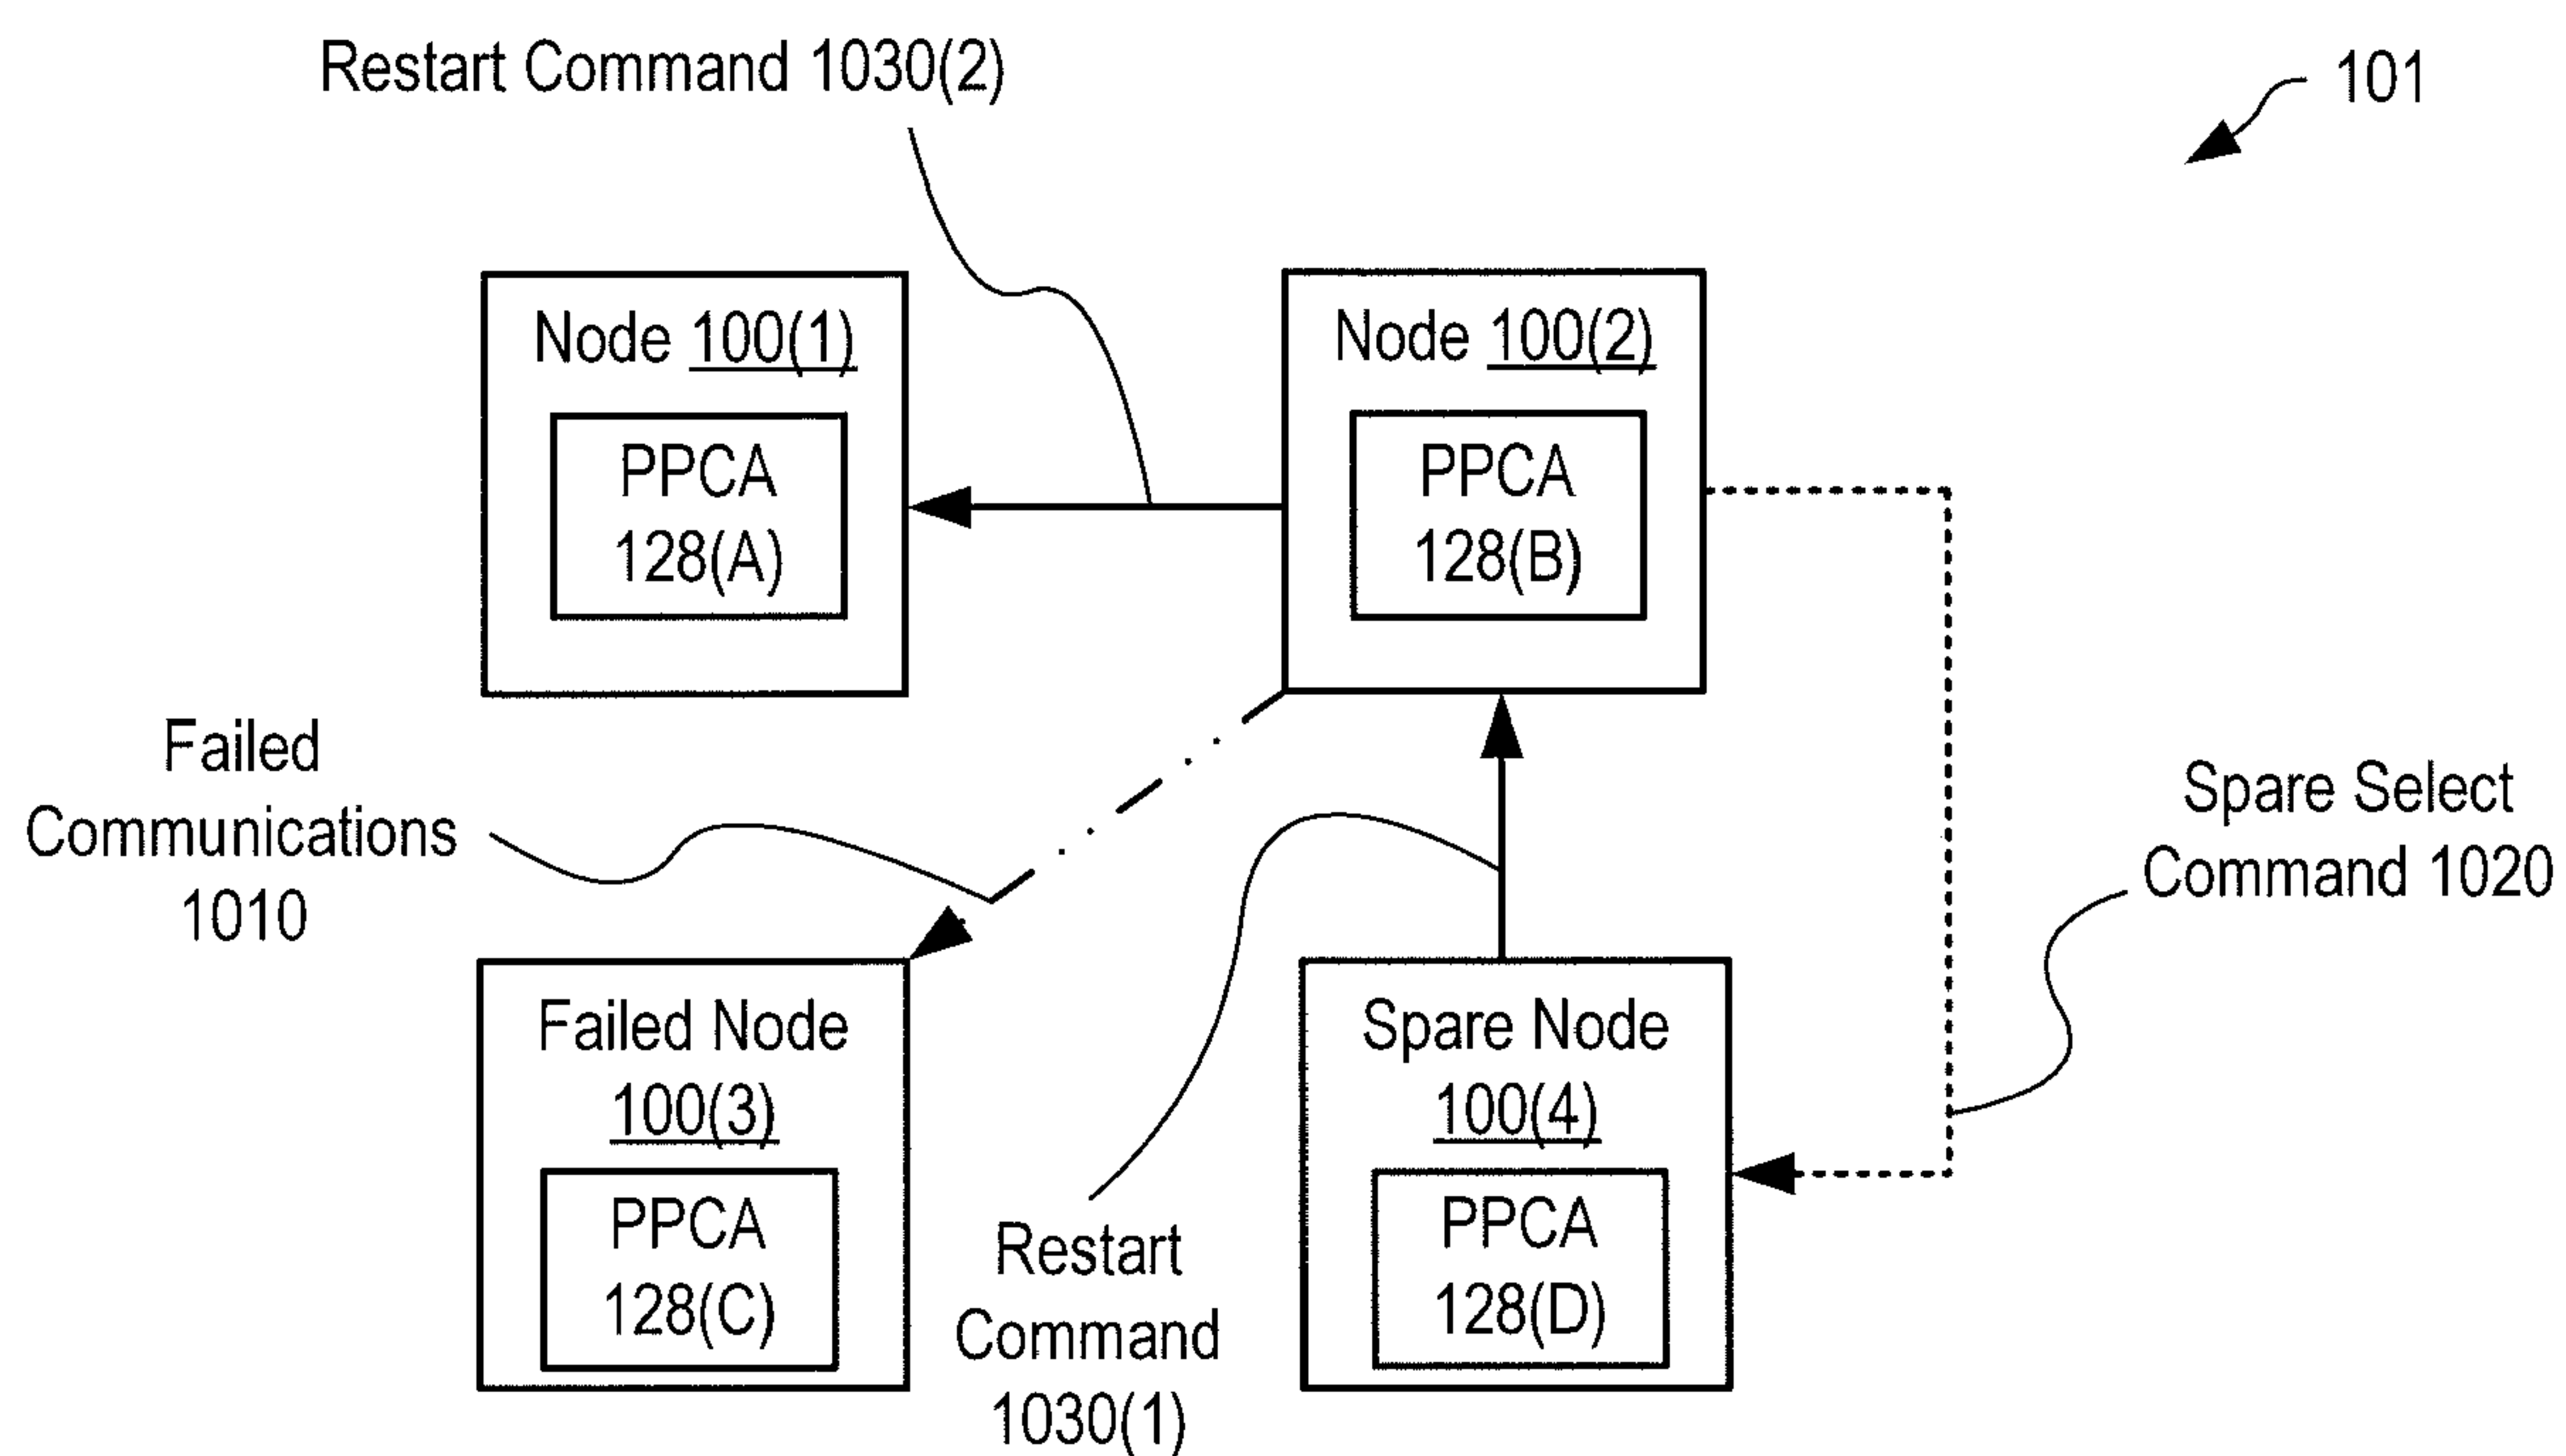 Restart Command 1030(2)
101
Node 100(1)
PPCA
128(A)
Node 100(2)
PPCA
128(B)
Failed
Communications
1010
Spare Select
Command 1020
Failed Node
100(3)
PPCA
128(C)
Spare Node
100(4)
PPCA
128(D)
Restart
Command
1030(1)